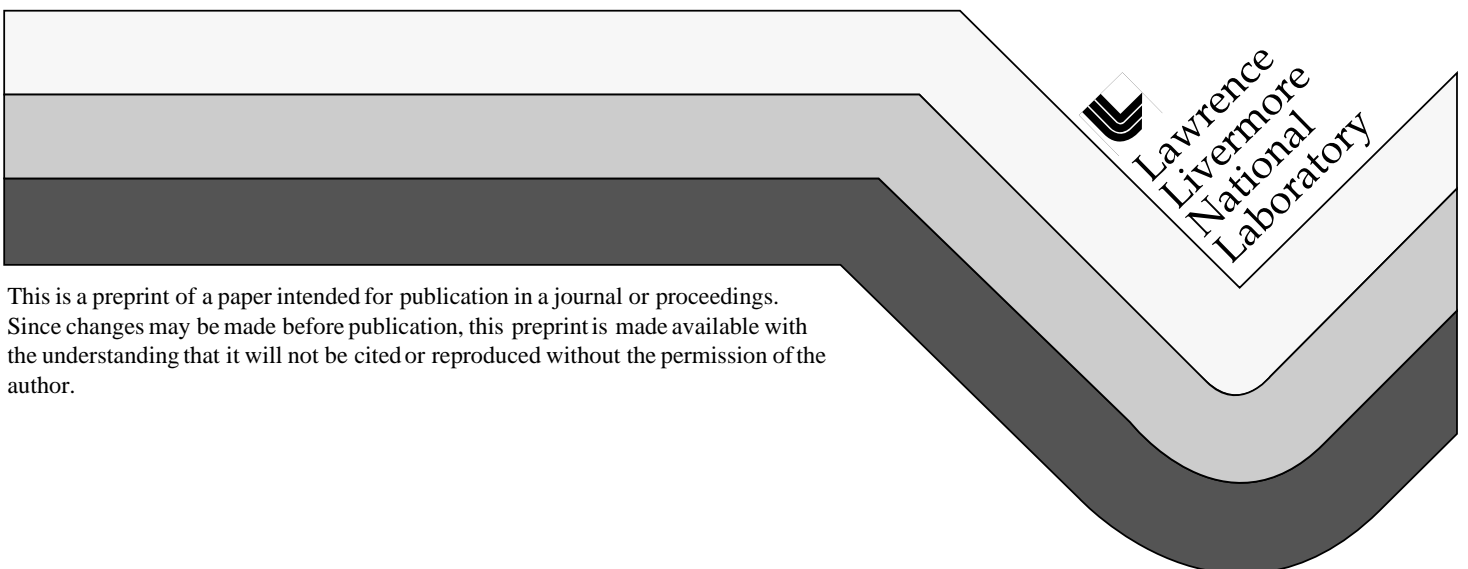 Lawrence
Livermore
National
Laboratory
This is a preprint of a paper intended for publication in a journal or proceedings.
Since changes may be made before publication, this preprint is made available with
the understanding that it will not be cited or reproduced without the permission of the
author.